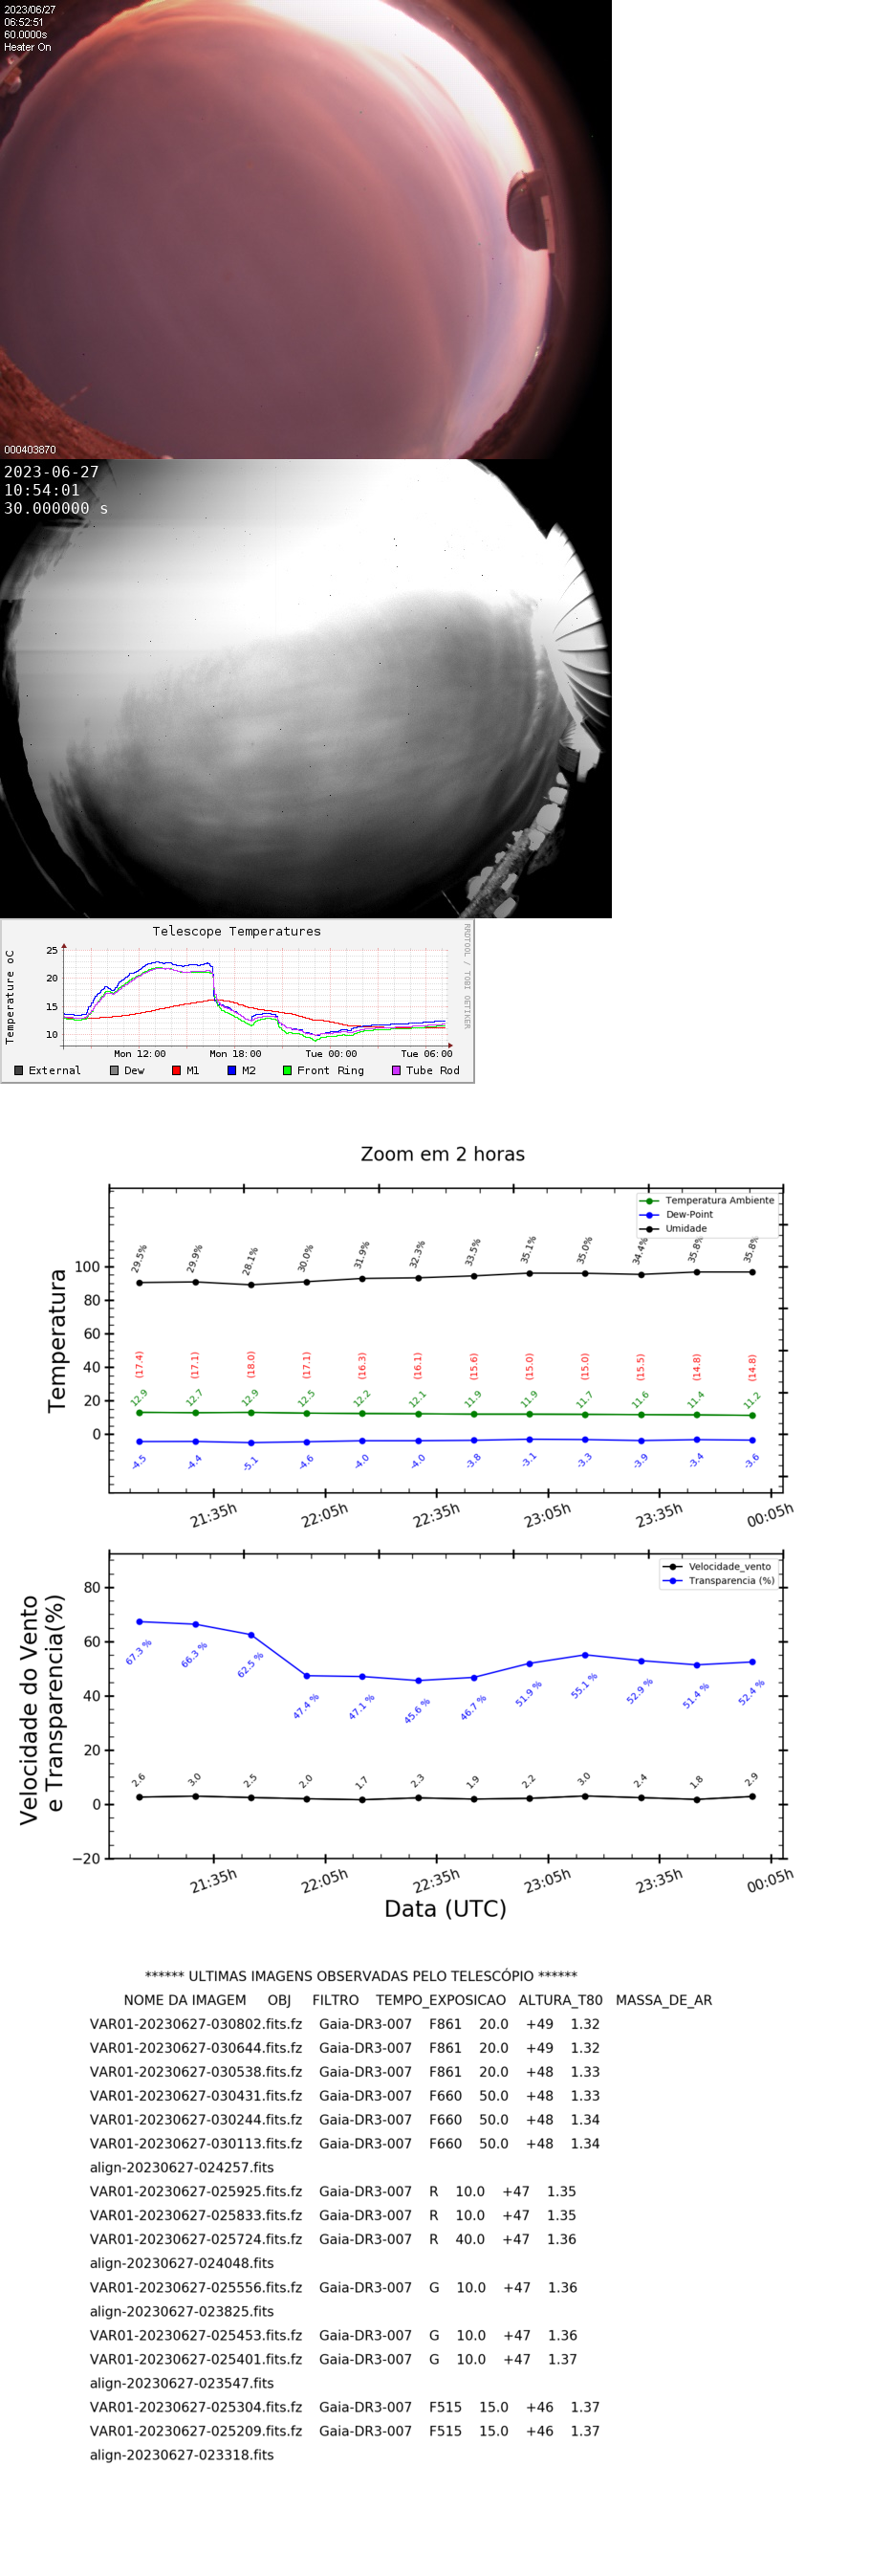 2023/06/27
06:52:51
60.0000s
Heater On
000403870
2023-06-27
10:54:01
30.000000 s
Telescope Temperatures
RRDTOOL / TOBI OETIKER
Temperature oC
25
20
15
10
Mon 12:00 Mon 18:00 Tue 00:00 Tue 06:00
External Dew M1 M2 Front Ring Tube Rod
Zoom em 2 horas
Temperatura Ambiente
Dew-Point
Umidade
Temperatura
100
80
60
40
20
0
29.5% 29.9% 28.1% 30.0% 31.9% 32.3% 33.5% 35.1% 35.0% 34.4% 35.8% 35.8%
(17.4) (17.1) (18.0) (17.1) (16.3) (16.1) (15.6) (15.0) (15.0) (15.5) (14.8) (14.8)
12.9 12.7 12.9 12.5 12.2 12.1 11.9 11.9 11.7 11.6 11.4 11.2
-4.5 -4.4 -5.1 -4.6 -4.0 -4.0 -3.8 -3.1 -3.3 -3.9 -3.4 -3.6
21:35h 22:05h 22:35h 23:05h 23:35h 00:05h
Velocidade_vento
Transparencia (%)
Velocidade do Vento
e Transparencia(%)
80
60
40
20
0
−20
67.3 % 66.3 % 62.5 % 47.4 % 47.1 % 45.6 % 46.7 % 51.9 % 55.1 % 52.9 % 51.4 % 52.4 %
2.6 3.0 2.5 2.0 1.7 2.3 1.9 2.2 3.0 2.4 1.8 2.9
21:35h 22:05h 22:35h 23:05h 23:35h 00:05h
Data (UTC)
****** ULTIMAS IMAGENS OBSERVADAS PELO TELESCÓPIO ******
NOME DA IMAGEM OBJ FILTRO TEMPO_EXPOSICAO ALTURA_T80 MASSA_DE_AR
VAR01-20230627-030802.fits.fz Gaia-DR3-007 F861 20.0 +49 1.32
VAR01-20230627-030644.fits.fz Gaia-DR3-007 F861 20.0 +49 1.32
VAR01-20230627-030538.fits.fz Gaia-DR3-007 F861 20.0 +48 1.33
VAR01-20230627-030431.fits.fz Gaia-DR3-007 F660 50.0 +48 1.33
VAR01-20230627-030244.fits.fz Gaia-DR3-007 F660 50.0 +48 1.34
VAR01-20230627-030113.fits.fz Gaia-DR3-007 F660 50.0 +48 1.34
align-20230627-024257.fits
VAR01-20230627-025925.fits.fz Gaia-DR3-007 R 10.0 +47 1.35
VAR01-20230627-025833.fits.fz Gaia-DR3-007 R 10.0 +47 1.35
VAR01-20230627-025724.fits.fz Gaia-DR3-007 R 40.0 +47 1.36
align-20230627-024048.fits
VAR01-20230627-025556.fits.fz Gaia-DR3-007 G 10.0 +47 1.36
align-20230627-023825.fits
VAR01-20230627-025453.fits.fz Gaia-DR3-007 G 10.0 +47 1.36
VAR01-20230627-025401.fits.fz Gaia-DR3-007 G 10.0 +47 1.37
align-20230627-023547.fits
VAR01-20230627-025304.fits.fz Gaia-DR3-007 F515 15.0 +46 1.37
VAR01-20230627-025209.fits.fz Gaia-DR3-007 F515 15.0 +46 1.37
align-20230627-023318.fits